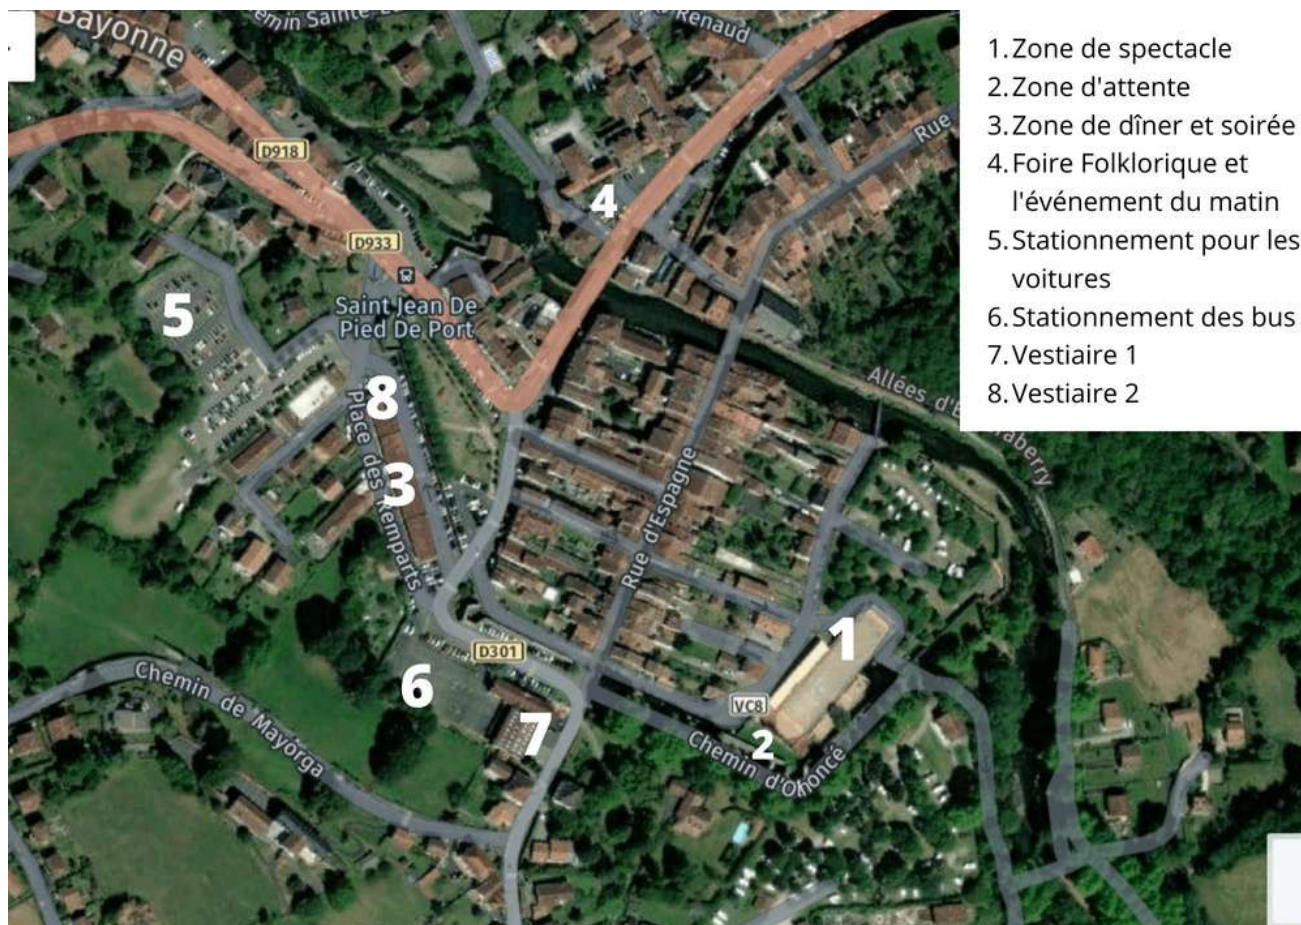 Bayonne
Chemin Sainte-
Renaud
D918
Rue
D933
Saint Jean De
Pied De Port
Allées d'
Place des Remparts
Rue d'Espagne
D301
VC8
Chemin de Mayorga
Chemin d'Olhoncé
4
5
8
3
1
6
7
2
1. Zone de spectacle
2. Zone d'attente
3. Zone de dîner et soirée
4. Foire Folklorique et
l'événement du matin
5. Stationnement pour les
voitures
6. Stationnement des bus
7. Vestiaire 1
8. Vestiaire 2